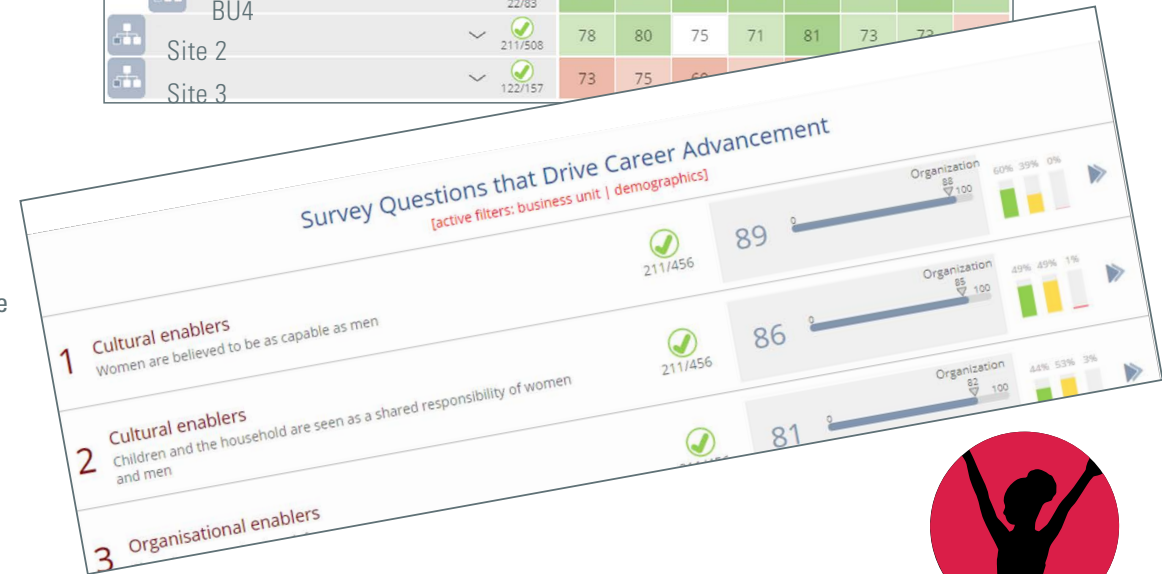 22/83
BU4
Site 2
211/508
78 80 75 71 81 73
Site 3
122/157
73 75
Survey Questions that Drive Career Advancement
[active filters: business unit | demographics]
1 Cultural enablers
Women are believed to be as capable as men
211/456
89
0
Organization
88
100
60% 39% 0%
2 Cultural enablers
Children and the household are seen as a shared responsibility of women
and men
211/456
86
0
Organization
85
100
49% 49% 1%
3 Organisational enablers
81
0
Organization
82
100
44% 53% 3%